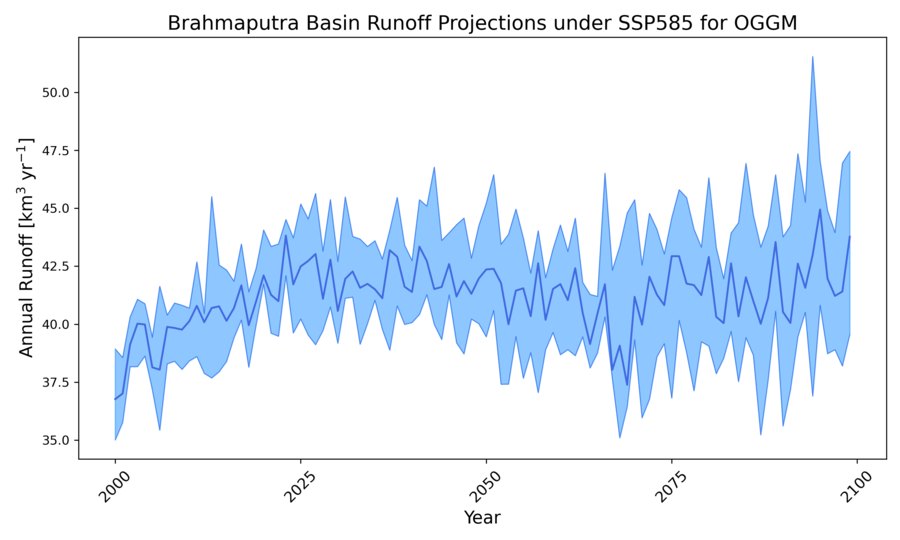 Brahmaputra Basin Runoff Projections under SSP585 for OGGM
Annual Runoff [km³ yr⁻¹]
50.0
47.5
45.0
42.5
40.0
37.5
35.0
2000 2025 2050 2075 2100
Year